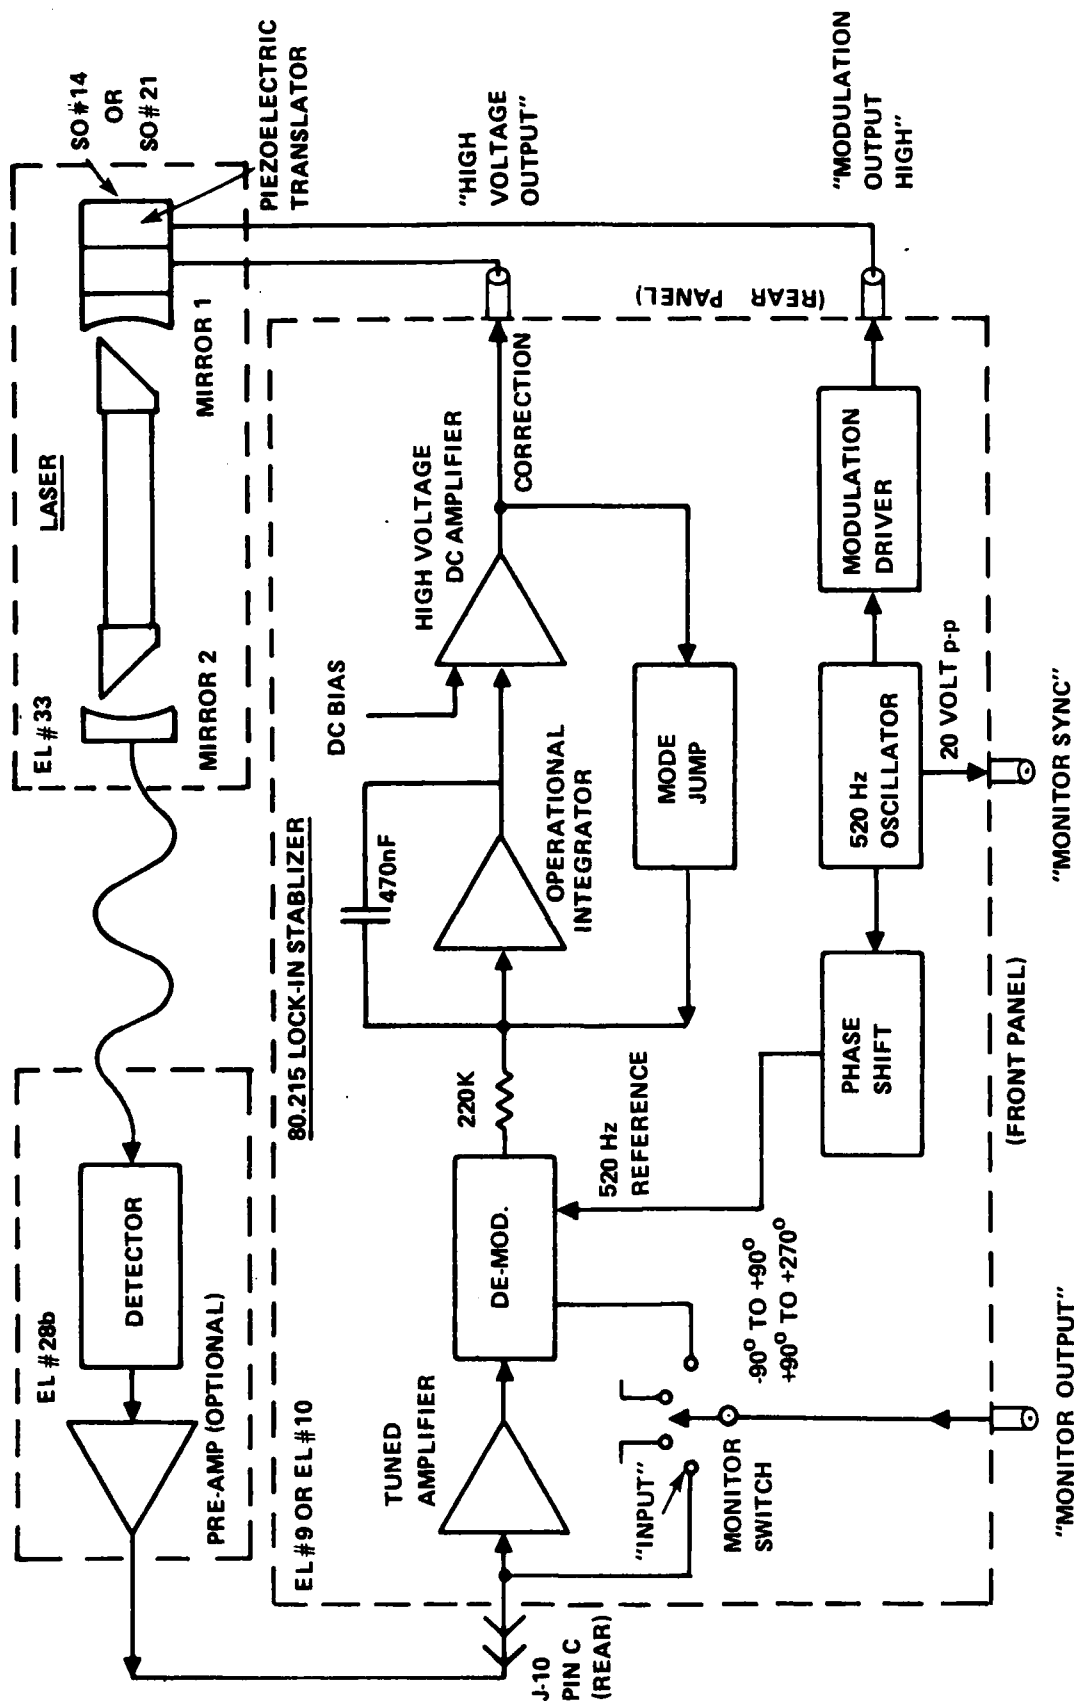 EL #28b
DETECTOR
PRE-AMP (OPTIONAL)
EL #33
LASER
MIRROR 2
MIRROR 1
SO #14
OR
SO #21
PIEZOELECTRIC
TRANSLATOR
80.215 LOCK-IN STABLIZER
EL #9 OR EL #10
J-10
PIN C
(REAR)
TUNED
AMPLIFIER
DE-MOD.
220K
470nF
OPERATIONAL
INTEGRATOR
DC BIAS
HIGH VOLTAGE
DC AMPLIFIER
CORRECTION
"HIGH
VOLTAGE
OUTPUT"
"INPUT"
MONITOR
SWITCH
-90° TO +90°
+90° TO +270°
520 Hz
REFERENCE
MODE
JUMP
(REAR PANEL)
PHASE
SHIFT
520 Hz
OSCILLATOR
20 VOLT p-p
MODULATION
DRIVER
"MODULATION
OUTPUT
HIGH"
(FRONT PANEL)
"MONITOR OUTPUT"
"MONITOR SYNC"